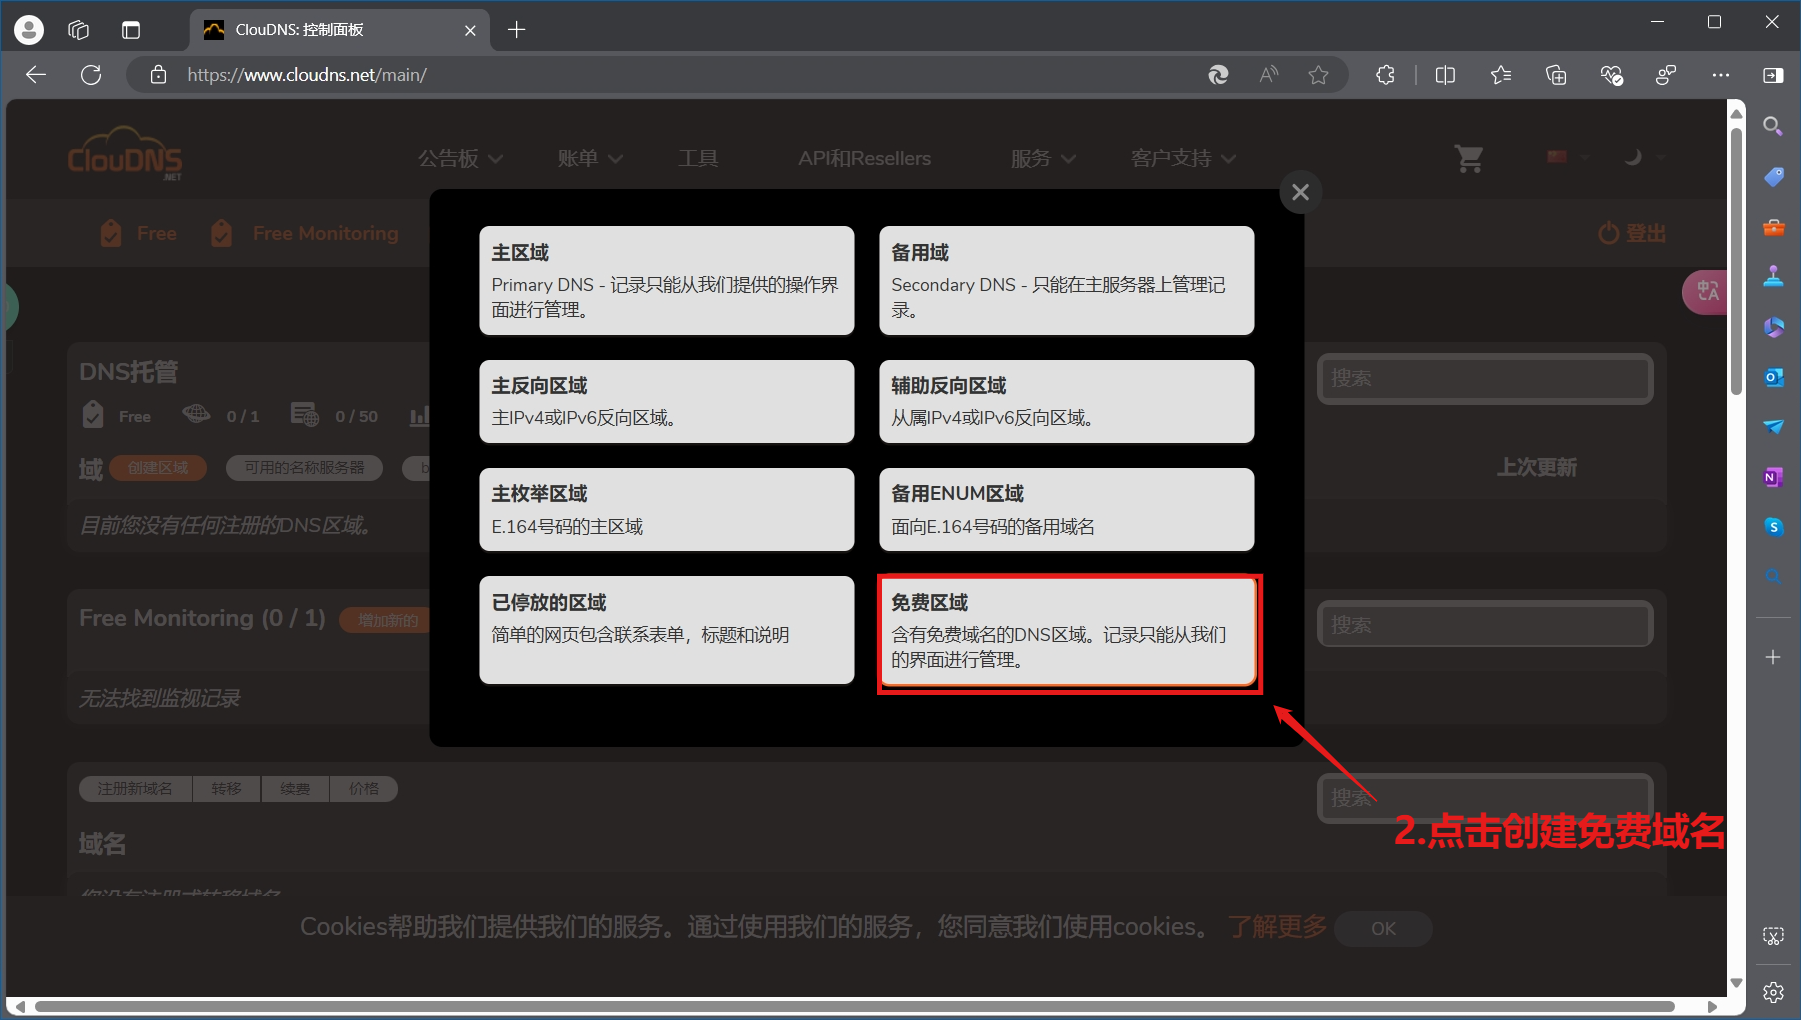 ClouDNS: 控制面板
https://www.cloudns.net/main/
ClouDNS
.NET
公告板
账单
工具
API和Resellers
服务
客户支持
Free
Free Monitoring
登出
主区域
Primary DNS - 记录只能从我们提供的操作界
面进行管理。
备用域
Secondary DNS - 只能在主服务器上管理记
录。
主反向区域
主IPv4或IPv6反向区域。
辅助反向区域
从属IPv4或IPv6反向区域。
主枚举区域
E.164号码的主区域
备用ENUM区域
面向E.164号码的备用域名
已停放的区域
简单的网页包含联系表单，标题和说明
免费区域
含有免费域名的DNS区域。记录只能从我们
的界面进行管理。
DNS托管
搜索
Free
0 / 1
0 / 50
域
创建区域
可用的名称服务器
b
上次更新
目前您没有任何注册的DNS区域。
Free Monitoring (0 / 1)
增加新的
搜索
无法找到监视记录
注册新域名
转移
续费
价格
搜索
2.点击创建免费域名
域名
Cookies帮助我们提供我们的服务。通过使用我们的服务，您同意我们使用cookies。
了解更多
OK